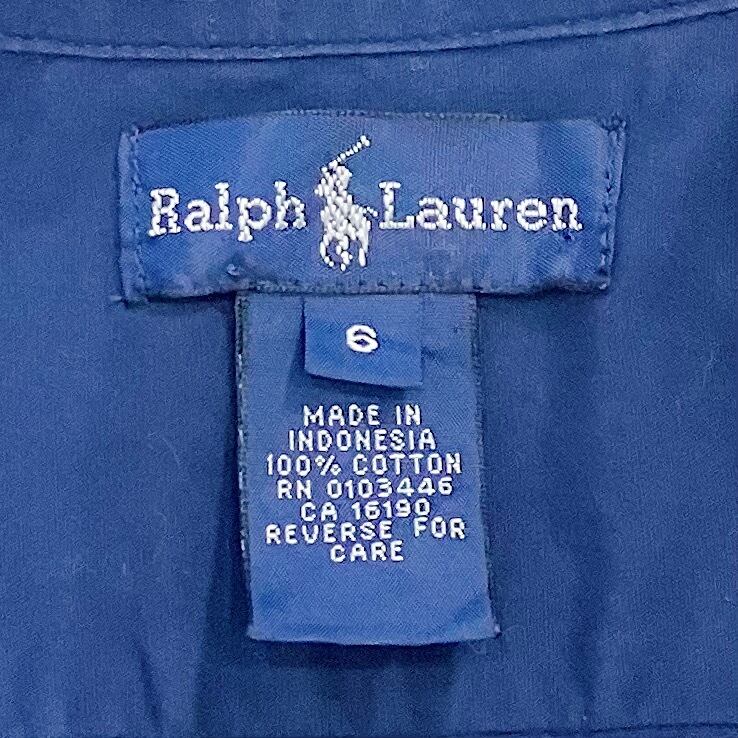 Ralph Lauren
6
MADE IN
INDONESIA
100% COTTON
RN 0103446
CA 16190
REVERSE FOR
CARE